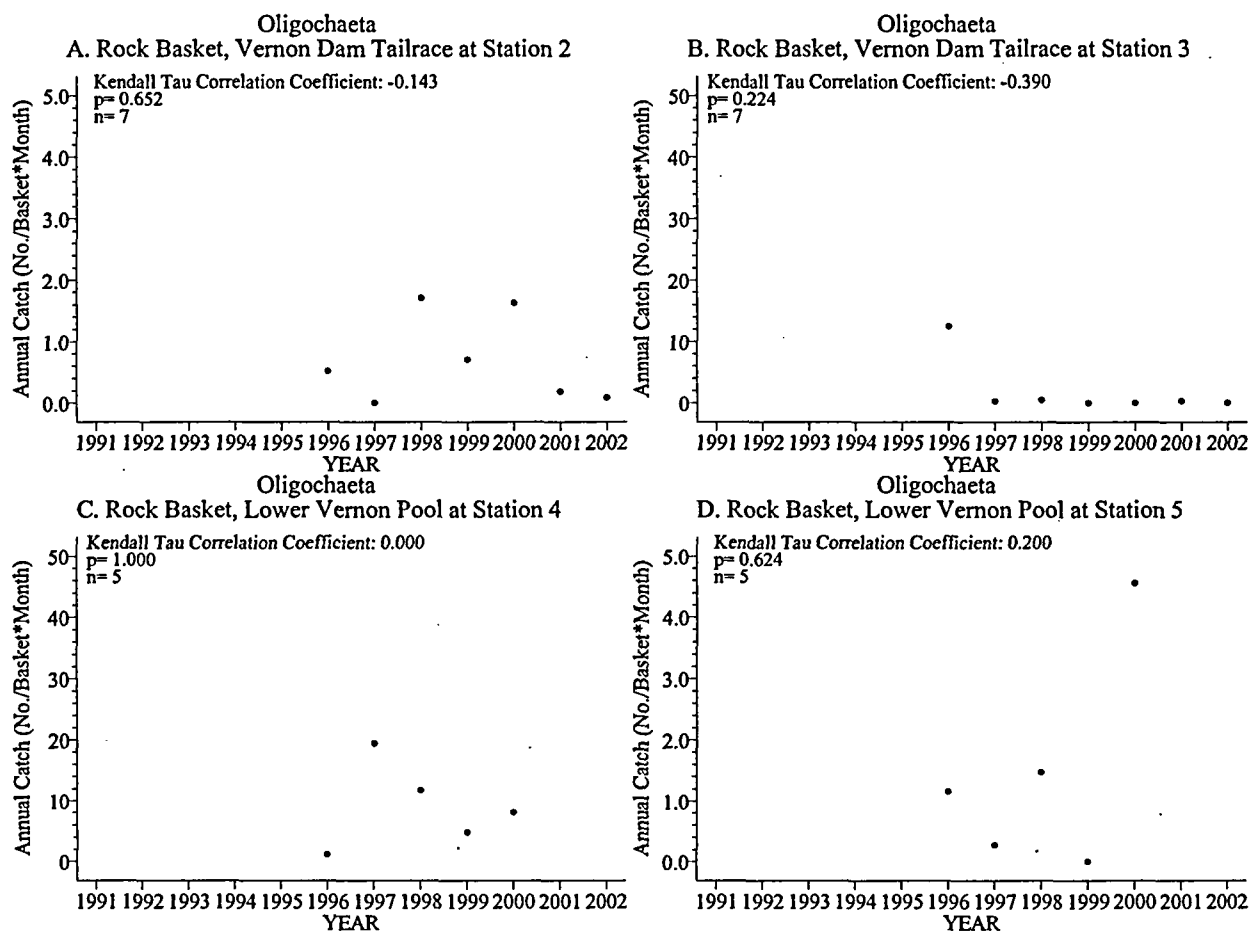 Oligochaeta
A. Rock Basket, Vernon Dam Tailrace at Station 2
Kendall Tau Correlation Coefficient: -0.143
p= 0.652
n= 7
Annual Catch (No./Basket*Month)
5.0
4.0
3.0
2.0
1.0
0.0
1991 1992 1993 1994 1995 1996 1997 1998 1999 2000 2001 2002
YEAR
Oligochaeta
B. Rock Basket, Vernon Dam Tailrace at Station 3
Kendall Tau Correlation Coefficient: -0.390
p= 0.224
n= 7
Annual Catch (No./Basket*Month)
50
40
30
20
10
0
1991 1992 1993 1994 1995 1996 1997 1998 1999 2000 2001 2002
YEAR
Oligochaeta
C. Rock Basket, Lower Vernon Pool at Station 4
Kendall Tau Correlation Coefficient: 0.000
p= 1.000
n= 5
Annual Catch (No./Basket*Month)
50
40
30
20
10
0
1991 1992 1993 1994 1995 1996 1997 1998 1999 2000 2001 2002
YEAR
Oligochaeta
D. Rock Basket, Lower Vernon Pool at Station 5
Kendall Tau Correlation Coefficient: 0.200
p= 0.624
n= 5
Annual Catch (No./Basket*Month)
5.0
4.0
3.0
2.0
1.0
0.0
1991 1992 1993 1994 1995 1996 1997 1998 1999 2000 2001 2002
YEAR